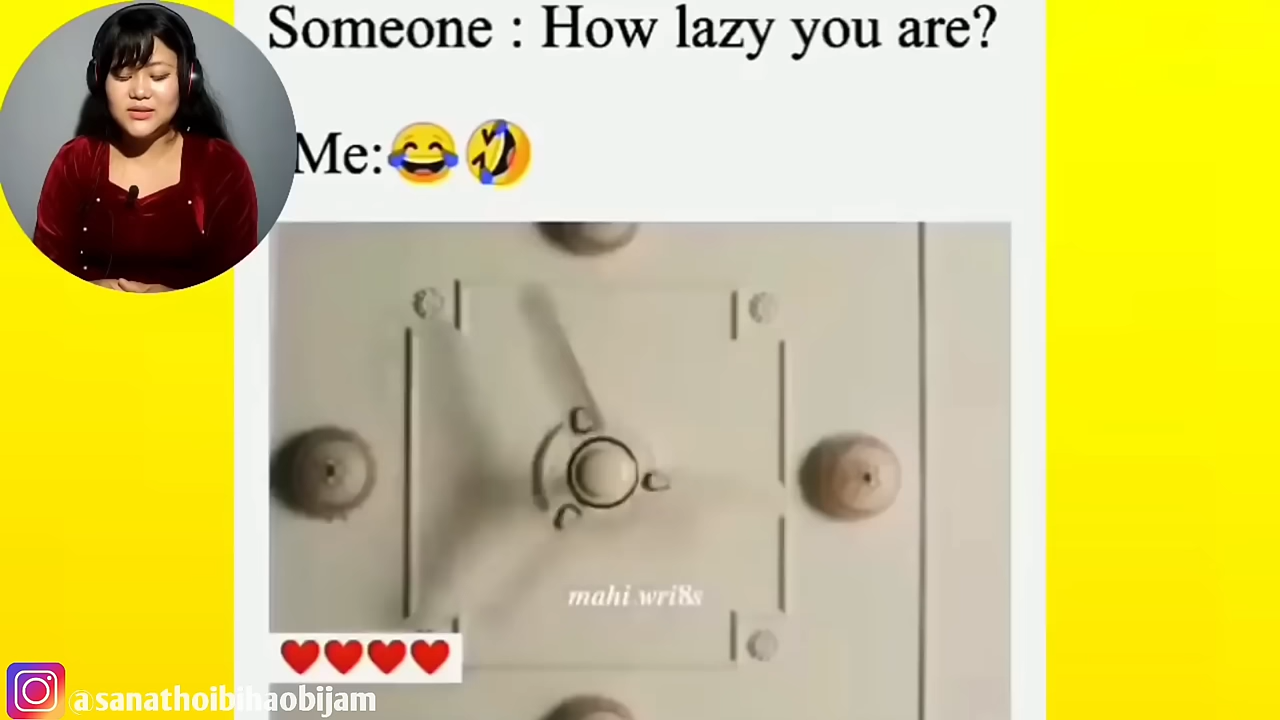 Someone : How lazy you are?
Me:😂🤣
mahi.wri8s
❤❤❤❤
@sanathoibihaobijam